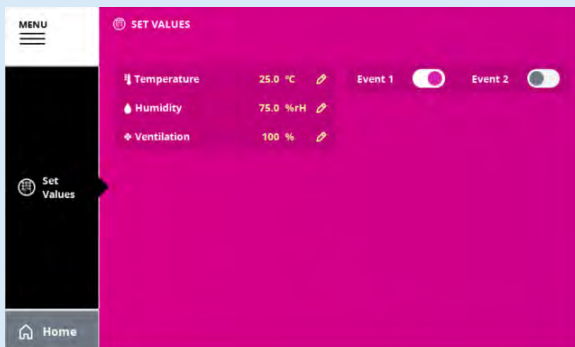 MENU
SET VALUES
Temperature 25.0 °C Event 1 Event 2
Humidity 75.0 %rH
Ventilation 100 %
Set
Values
Home